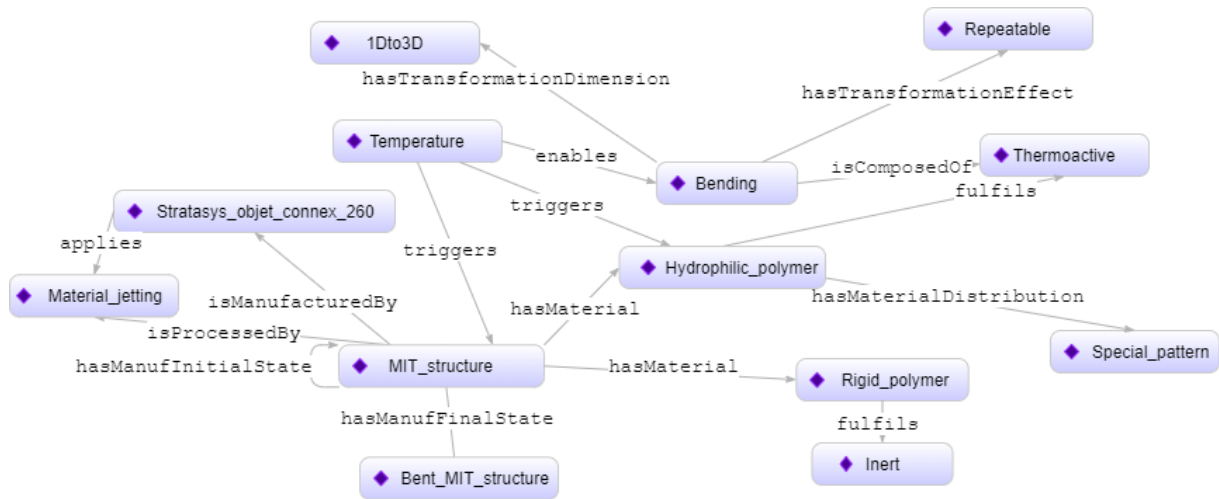 Repeatable
1Dto3D
hasTransformationDimension
hasTransformationEffect
Temperature
enables
Thermoactive
isComposedOf
Bending
fulfils
triggers
Stratasys_objet_connex_260
applies
triggers
Hydrophilic_polymer
Material_jetting
isManufacturedBy
hasMaterial
hasMaterialDistribution
isProcessedBy
Special_pattern
hasManufInitialState
MIT_structure
hasMaterial
Rigid_polymer
hasManufFinalState
fulfils
Inert
Bent_MIT_structure